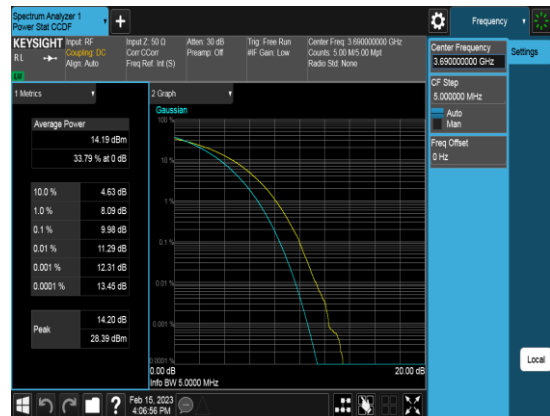 Spectrum Analyzer 1
Power Stat CCDF
+
Frequency
KEYSIGHT
RL
LW
Input: RF
Coupling: DC
Align: Auto
Input Z: 50 Ω
Corr CCorr
Freq Ref: Int (S)
Atten: 30 dB
Preamp: Off
Trig: Free Run
#IF Gain: Low
Center Freq: 3.690000000 GHz
Counts: 5.00 M/5.00 Mpt
Radio Std: None
Center Frequency
3.690000000 GHz
Settings
CF Step
5.000000 MHz
Auto
Man
Freq Offset
0 Hz
Local
1 Metrics
Average Power
14.19 dBm
33.79 % at 0 dB
10.0 % 4.63 dB
1.0 % 8.09 dB
0.1 % 9.98 dB
0.01 % 11.29 dB
0.001 % 12.31 dB
0.0001 % 13.45 dB
Peak
14.20 dB
28.39 dBm
2 Graph
Gaussian
100 %
10 %
1 %
0.1 %
0.01 %
0.001 %
0.0001 %
0.00 dB
20.00 dB
Info BW 5.0000 MHz
?
Feb 15, 2023
4:06:56 PM